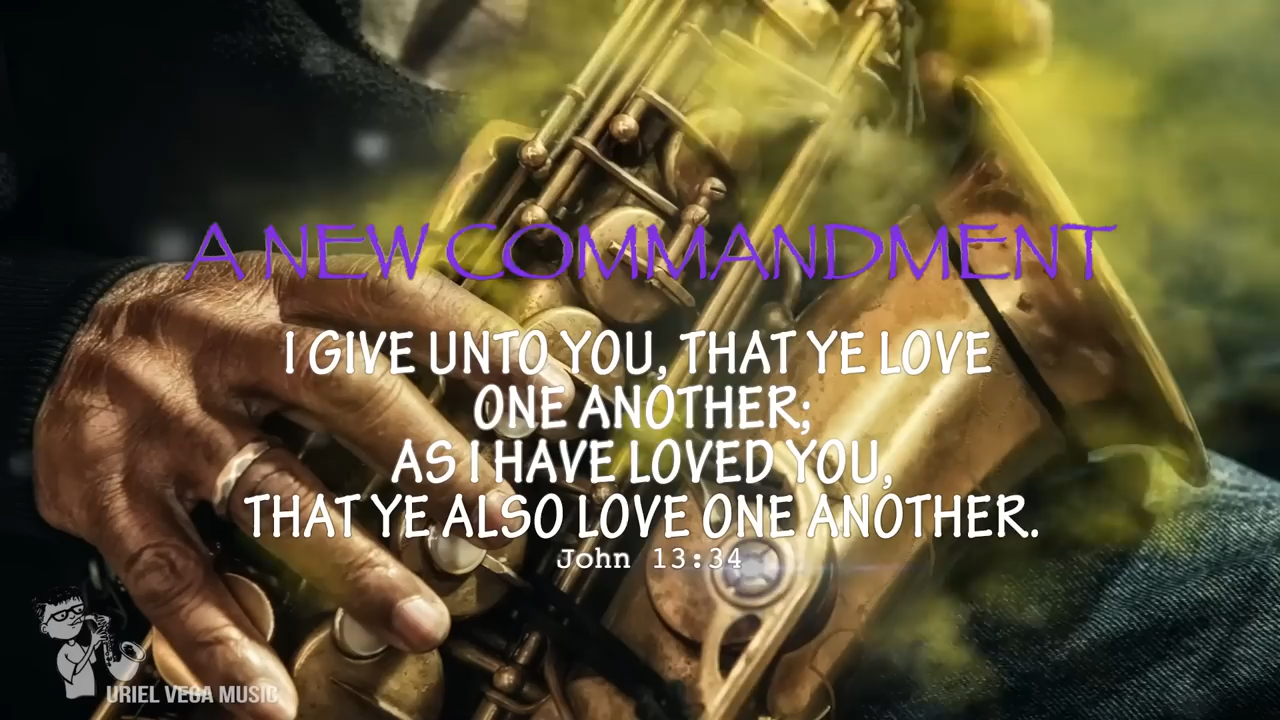 A NEW COMMANDMENT
I GIVE UNTO YOU, THAT YE LOVE
ONE ANOTHER;
AS I HAVE LOVED YOU,
THAT YE ALSO LOVE ONE ANOTHER.
John 13:34
URIEL VEGA MUSIC